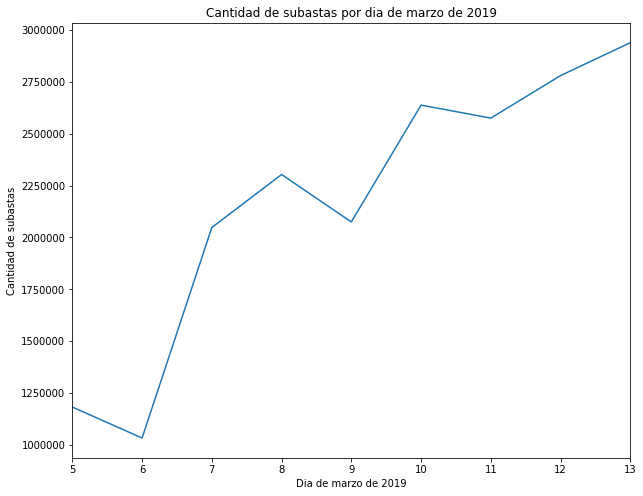 Cantidad de subastas por dia de marzo de 2019
3000000
2750000
2500000
2250000
2000000
1750000
1500000
1250000
1000000
Cantidad de subastas
5 6 7 8 9 10 11 12 13
Dia de marzo de 2019